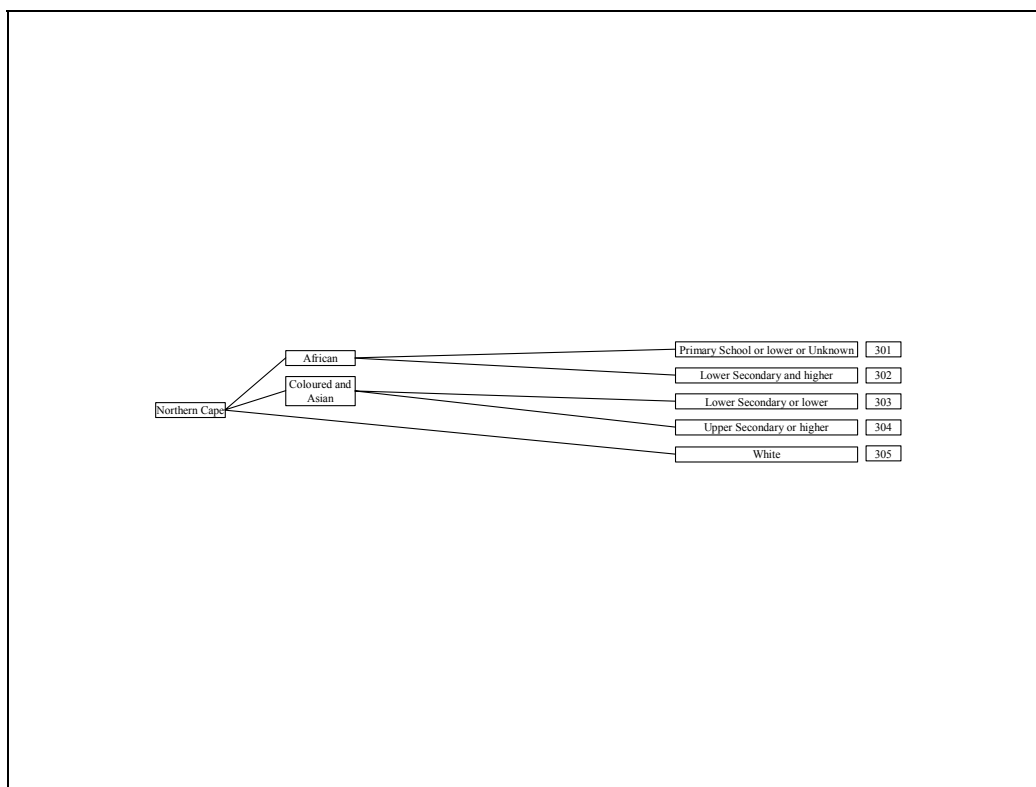 Northern Cape
African
Coloured and
Asian
Primary School or lower or Unknown 301
Lower Secondary and higher 302
Lower Secondary or lower 303
Upper Secondary or higher 304
White 305